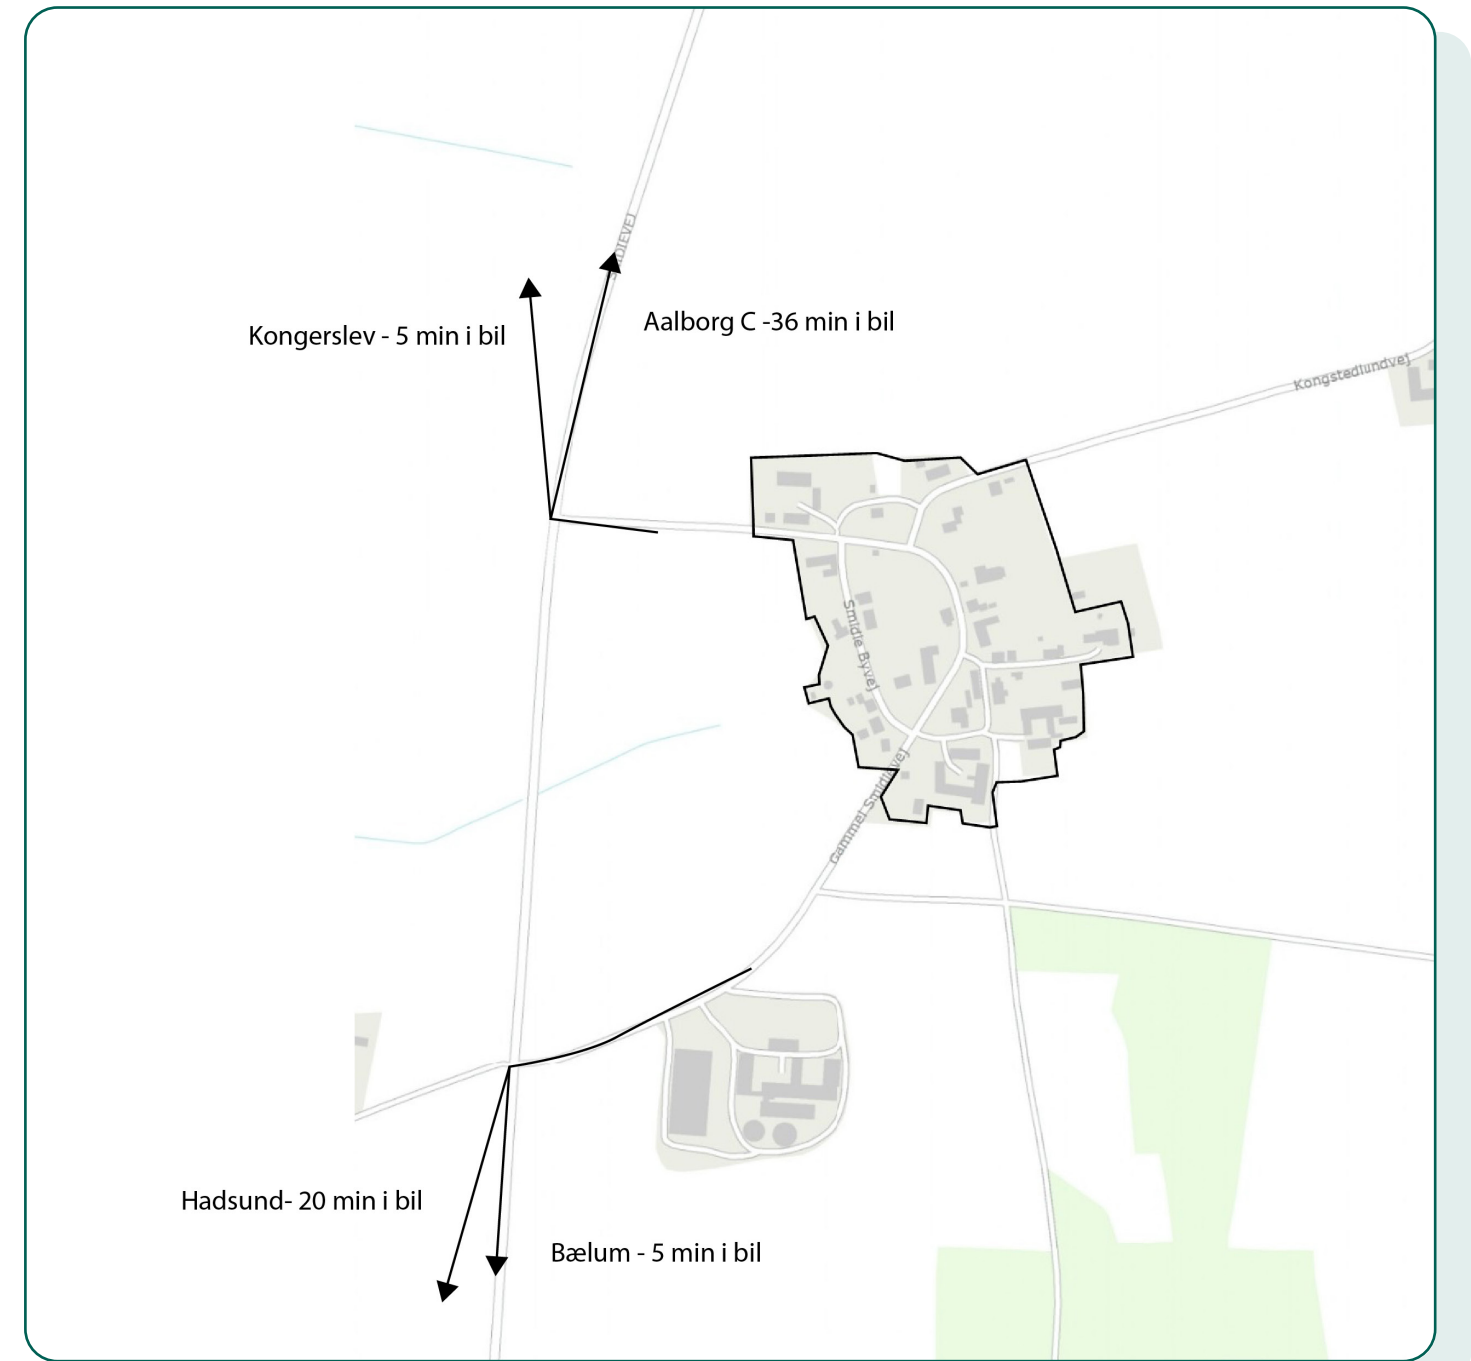 Aalborg C -36 min i bil
Kongerslev - 5 min i bil
Kongstedlundvej
Smidie Byvej
Gammel Smidievej
Hadsund- 20 min i bil
Bælum - 5 min i bil